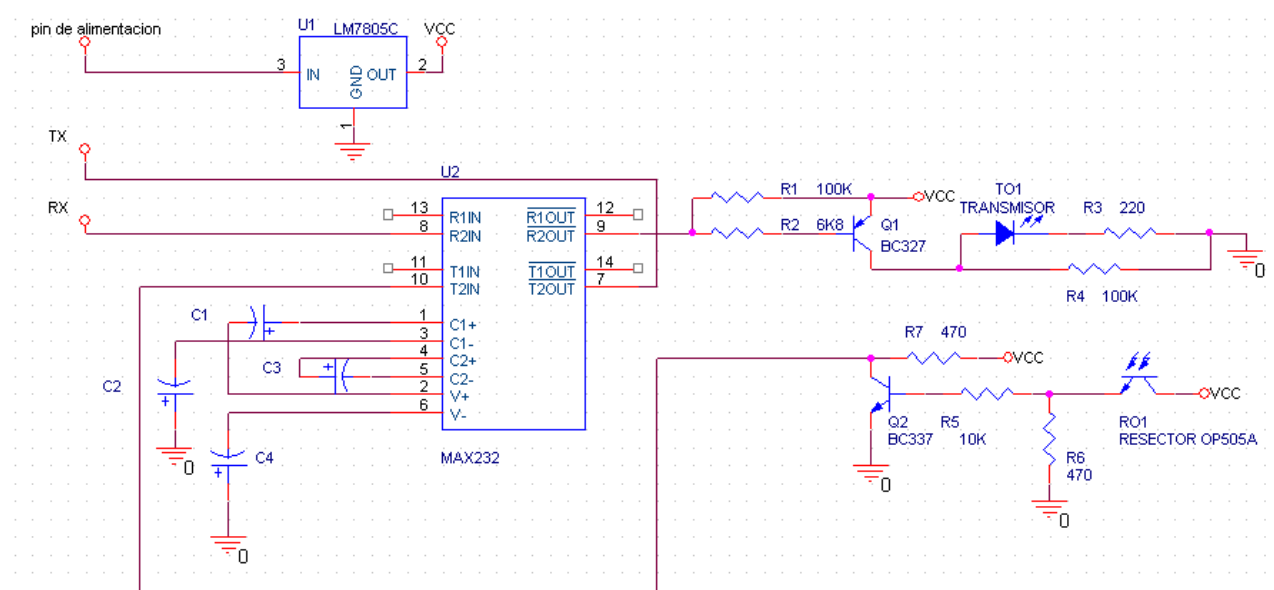 pin de alimentacion
U1 LM7805C
VCC
3 IN OUT 2
GND
1
TX
RX
U2
13 R1IN R1OUT 12
8 R2IN R2OUT 9
11 T1IN T1OUT 14
10 T2IN T2OUT 7
1 C1+
3 C1-
4 C2+
5 C2-
2 V+
6 V-
MAX232
C1
+
C2
+
0
C3
+
C4
+
0
R1 100K
VCC
R2 6K8
Q1
BC327
TO1
TRANSMISOR
R3 220
0
R4 100K
R7 470
VCC
Q2
BC337
0
R5
10K
R6
470
0
RO1
RESECTOR OP505A
VCC